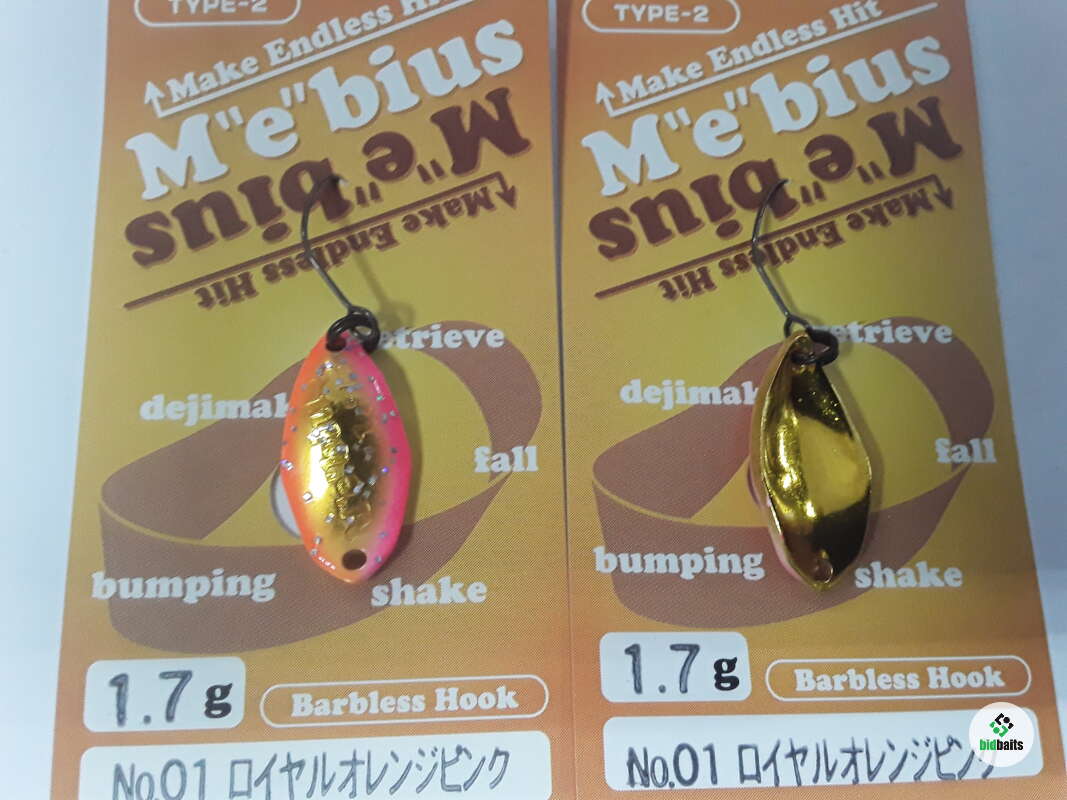 TYPE-2
Make Endless Hit
M"e"bius
M"e"bius
Make Endless Hit
retrieve
dejimak
fall
bumping
shake
1.7g
Barbless Hook
No.01 ロイヤルオレンジピンク
TYPE-2
Make Endless Hit
M"e"bius
M"e"bius
Make Endless Hit
retrieve
dejimak
fall
bumping
shake
1.7g
Barbless Hook
No.01 ロイヤルオレンジピンク
bidbaits